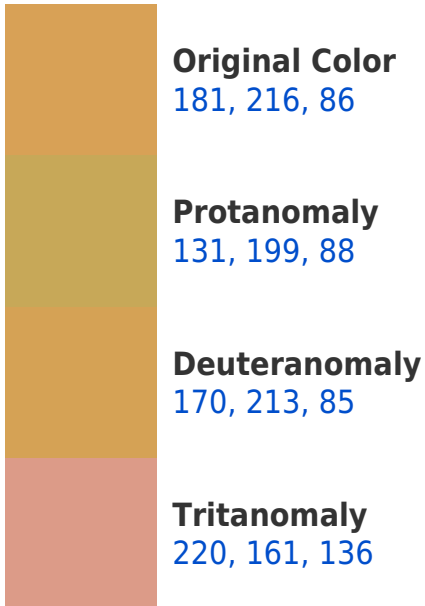 Original Color
181, 216, 86
Protanomaly
131, 199, 88
Deuteranomaly
170, 213, 85
Tritanomaly
220, 161, 136